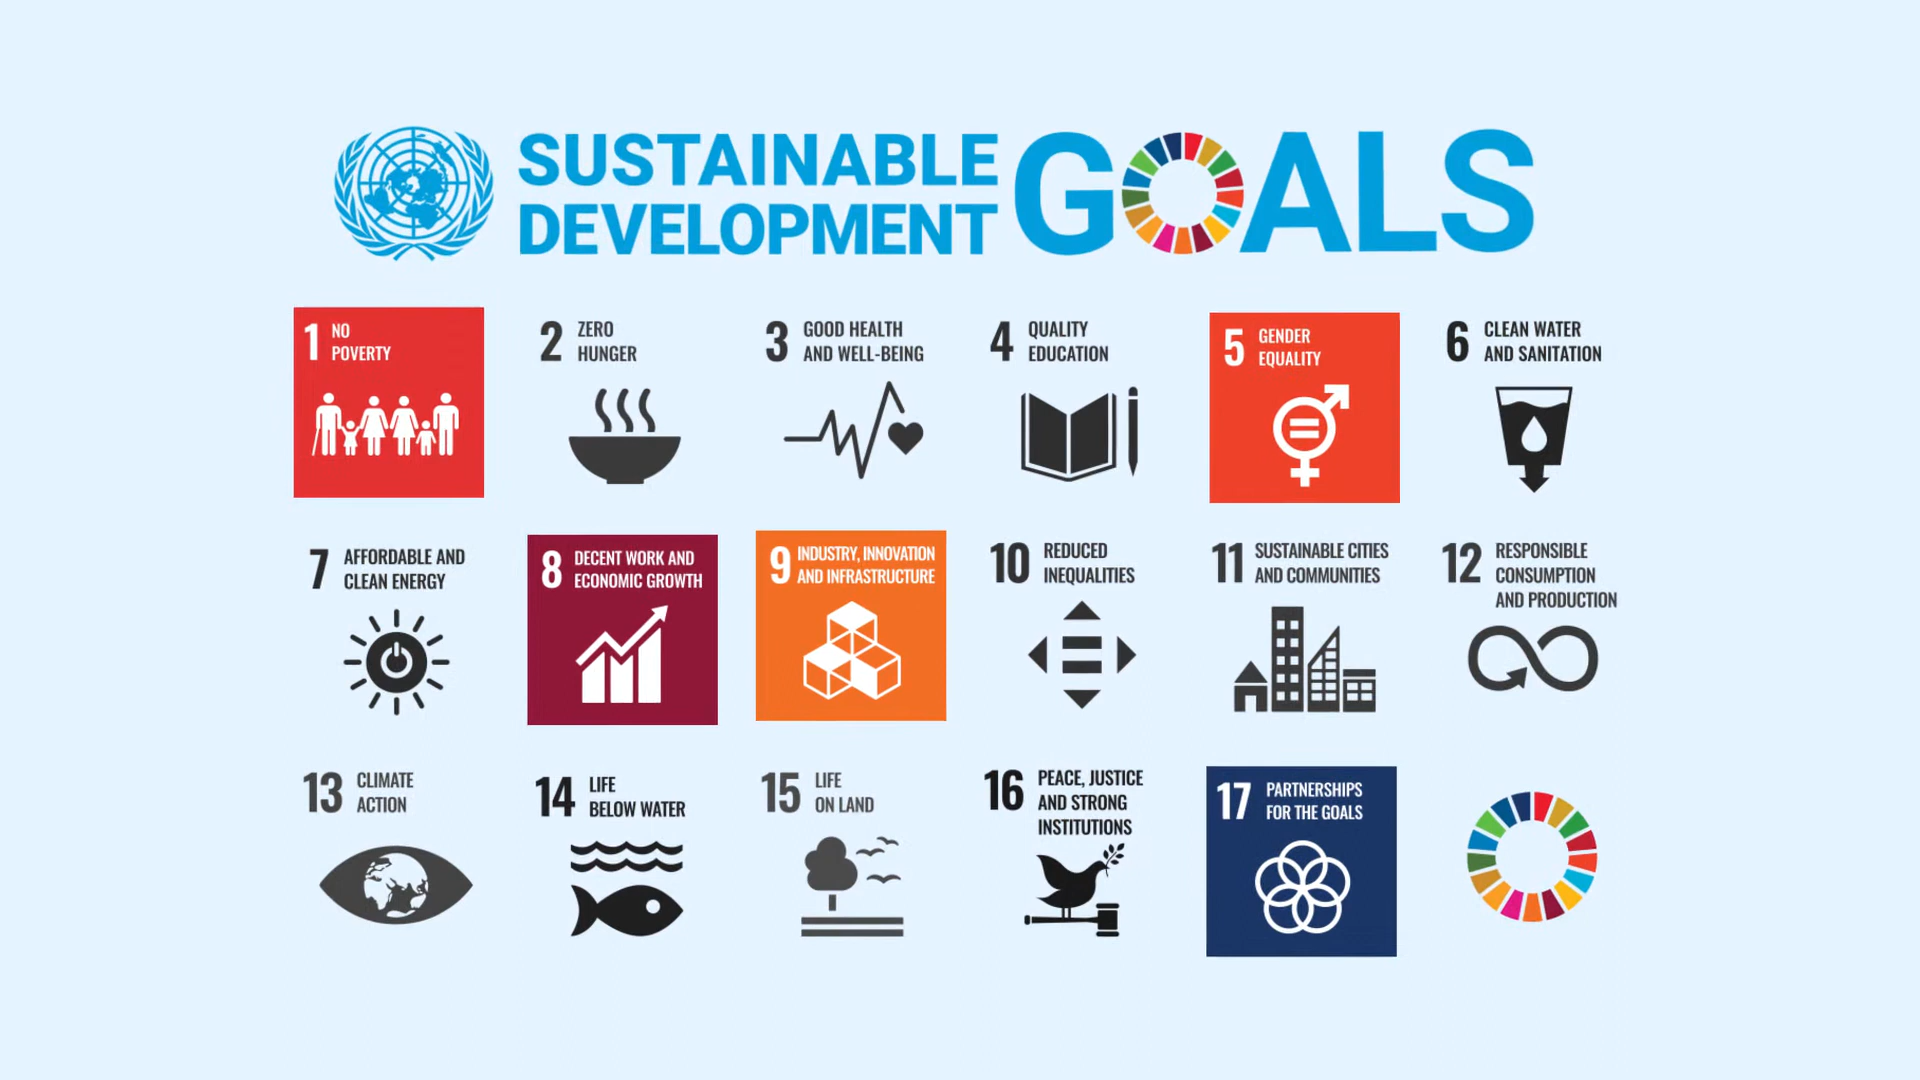 SUSTAINABLE
DEVELOPMENT
GOALS
1 NO
POVERTY
2 ZERO
HUNGER
3 GOOD HEALTH
AND WELL-BEING
4 QUALITY
EDUCATION
5 GENDER
EQUALITY
6 CLEAN WATER
AND SANITATION
7 AFFORDABLE AND
CLEAN ENERGY
8 DECENT WORK AND
ECONOMIC GROWTH
9 INDUSTRY, INNOVATION
AND INFRASTRUCTURE
10 REDUCED
INEQUALITIES
11 SUSTAINABLE CITIES
AND COMMUNITIES
12 RESPONSIBLE
CONSUMPTION
AND PRODUCTION
13 CLIMATE
ACTION
14 LIFE
BELOW WATER
15 LIFE
ON LAND
16 PEACE, JUSTICE
AND STRONG
INSTITUTIONS
17 PARTNERSHIPS
FOR THE GOALS